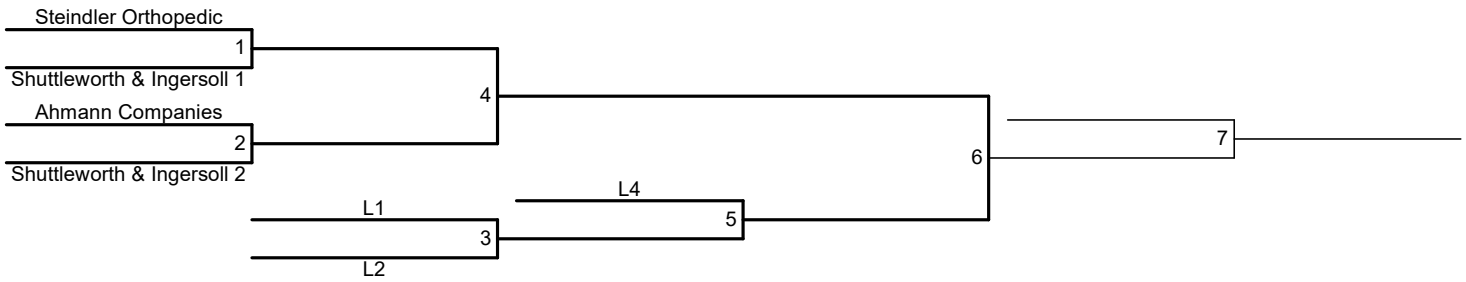 Steindler Orthopedic
1
Shuttleworth & Ingersoll 1
4
Ahmann Companies
2
7
6
Shuttleworth & Ingersoll 2
L4
L1
5
3
L2